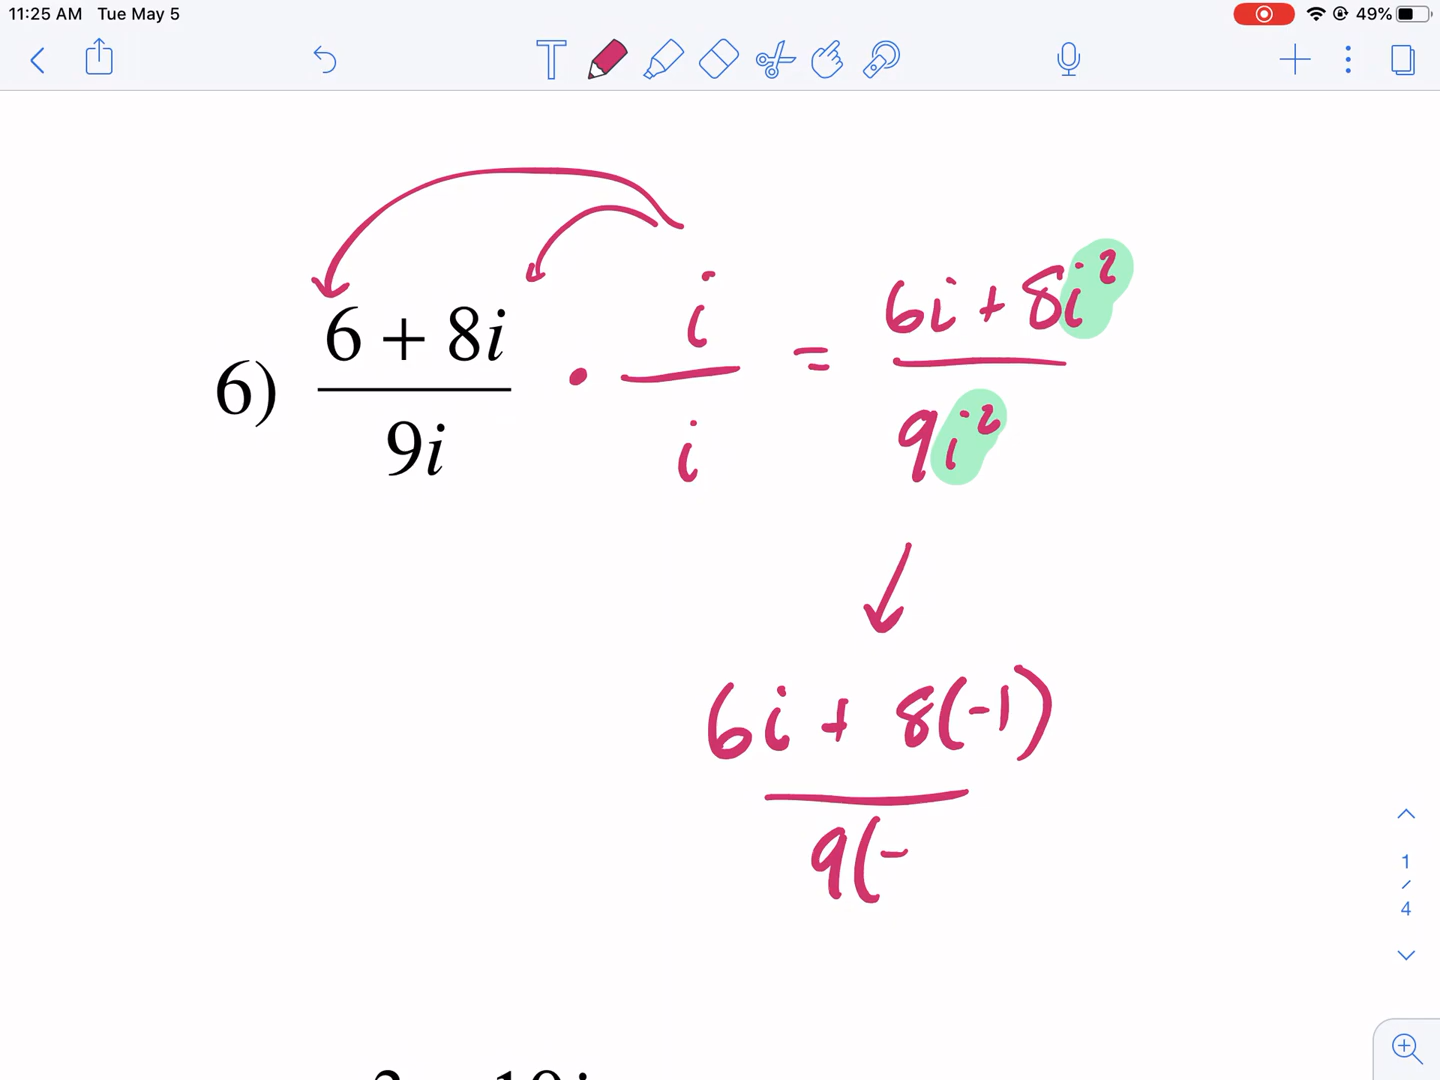 11:25 AM Tue May 5
49%
T
6) (6 + 8i)/(9i) • i/i = (6i + 8i²)/(9i²)
6i + 8(-1)
9(-
1
/
4